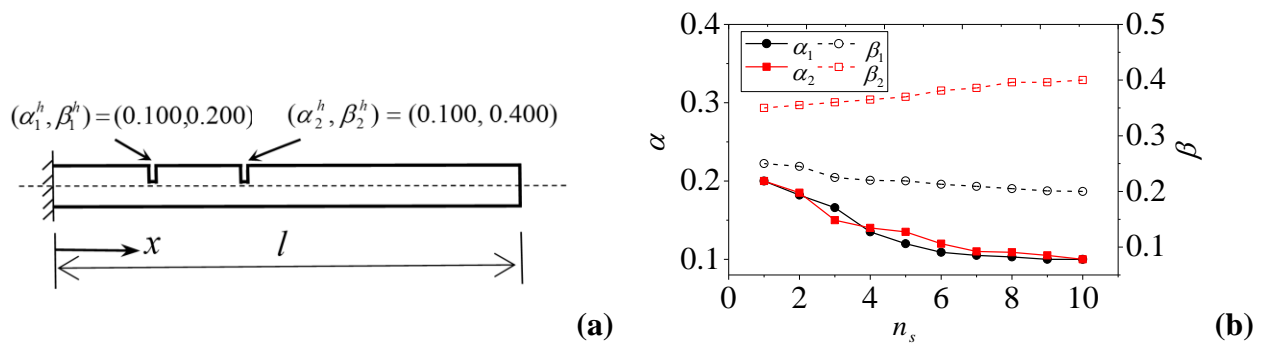 (α₁ʰ, β₁ʰ) = (0.100,0.200)
(α₂ʰ, β₂ʰ) = (0.100, 0.400)
x
l
(a)
0.4
0.3
0.2
0.1
α
α₁ β₁
α₂ β₂
0.5
0.4
0.3
0.2
0.1
β
0 2 4 6 8 10
nₛ
(b)